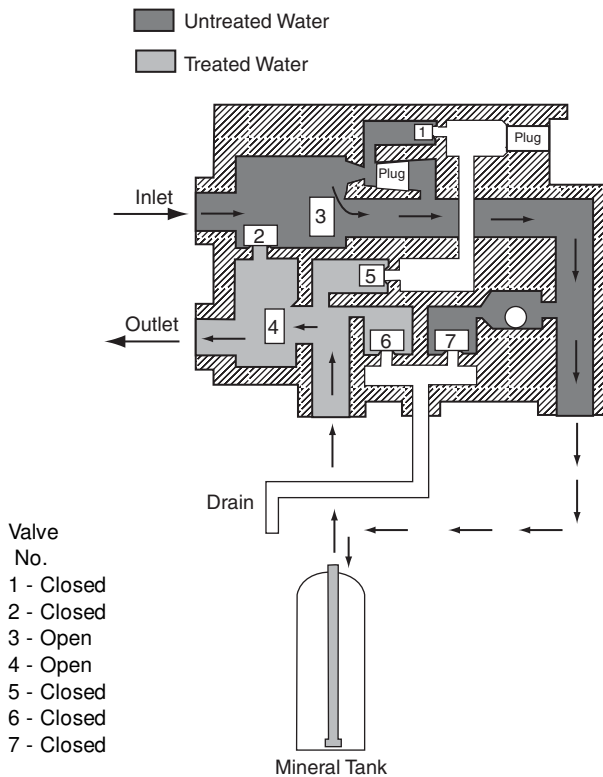 Untreated Water
Treated Water
1
Plug
Plug
Inlet
3
2
5
Outlet
4
6
7
Drain
Valve
No.
1 - Closed
2 - Closed
3 - Open
4 - Open
5 - Closed
6 - Closed
7 - Closed
Mineral Tank